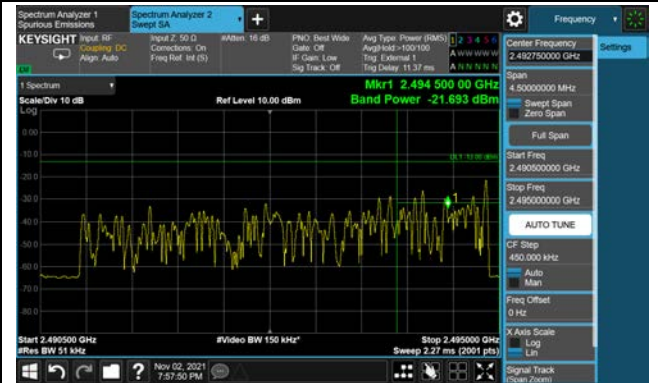 Spectrum Analyzer 1
Spurious Emissions
Spectrum Analyzer 2
Swept SA
+
Frequency
KEYSIGHT
Input: RF
Coupling: DC
Align: Auto
Input Z: 50 Ω
Corrections: On
Freq Ref: Int (S)
#Atten: 16 dB
PNO: Best Wide
Gate: Off
IF Gain: Low
Sig Track: Off
Avg Type: Power (RMS)
Avg|Hold:>100/100
Trig: External 1
Trig Delay: 11.37 ms
1 2 3 4 5 6
A W W W W W
A N N N N N
1 Spectrum
Scale/Div 10 dB
Log
Ref Level 10.00 dBm
Mkr1 2.494 500 00 GHz
Band Power -21.693 dBm
0.00
-10.0
-20.0
-30.0
-40.0
-50.0
-60.0
-70.0
-80.0
1
Start 2.490500 GHz
#Res BW 51 kHz
#Video BW 150 kHz*
Stop 2.495000 GHz
Sweep 2.27 ms (2001 pts)
Nov 02, 2021
7:57:50 PM
Settings
Center Frequency
2.492750000 GHz
Span
4.50000000 MHz
Swept Span
Zero Span
Full Span
Start Freq
2.490500000 GHz
Stop Freq
2.495000000 GHz
AUTO TUNE
CF Step
450.000 kHz
Auto
Man
Freq Offset
0 Hz
X Axis Scale
Log
Lin
Signal Track
(Span Zoom)